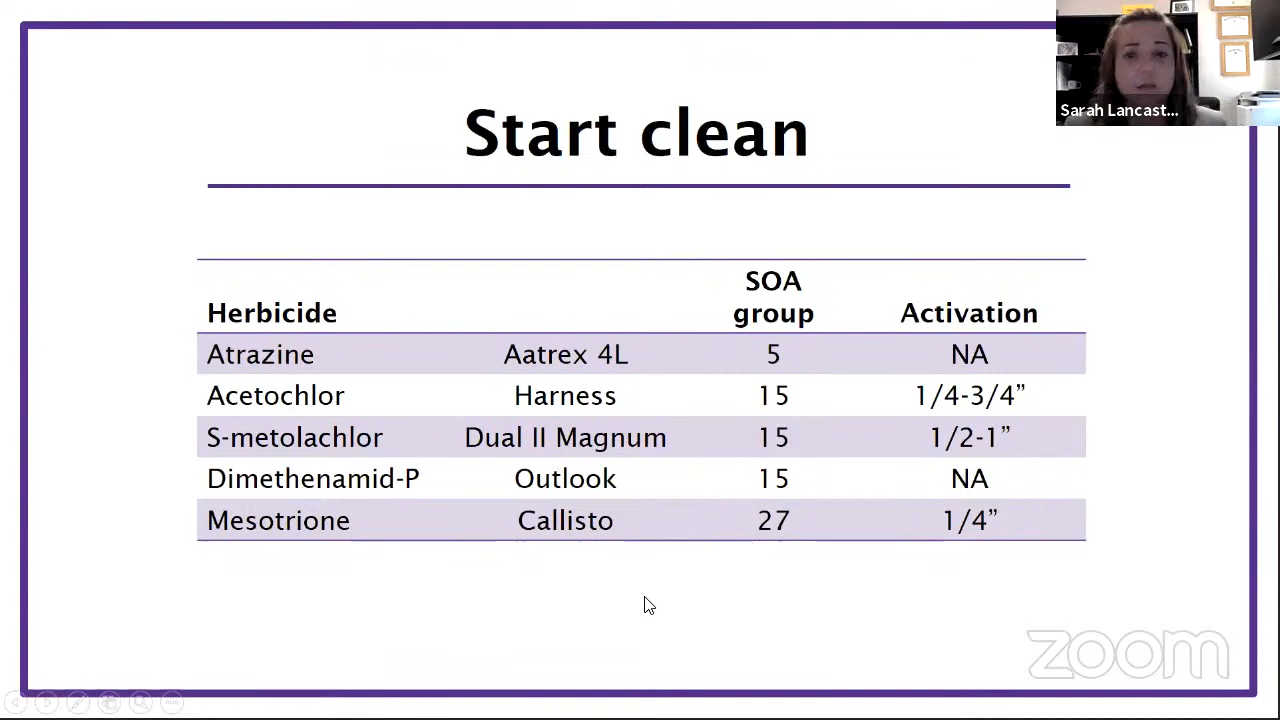 Sarah Lancast...
Start clean
Herbicide SOA group Activation
Atrazine Aatrex 4L 5 NA
Acetochlor Harness 15 1/4-3/4”
S-metolachlor Dual II Magnum 15 1/2-1”
Dimethenamid-P Outlook 15 NA
Mesotrione Callisto 27 1/4”
zoom